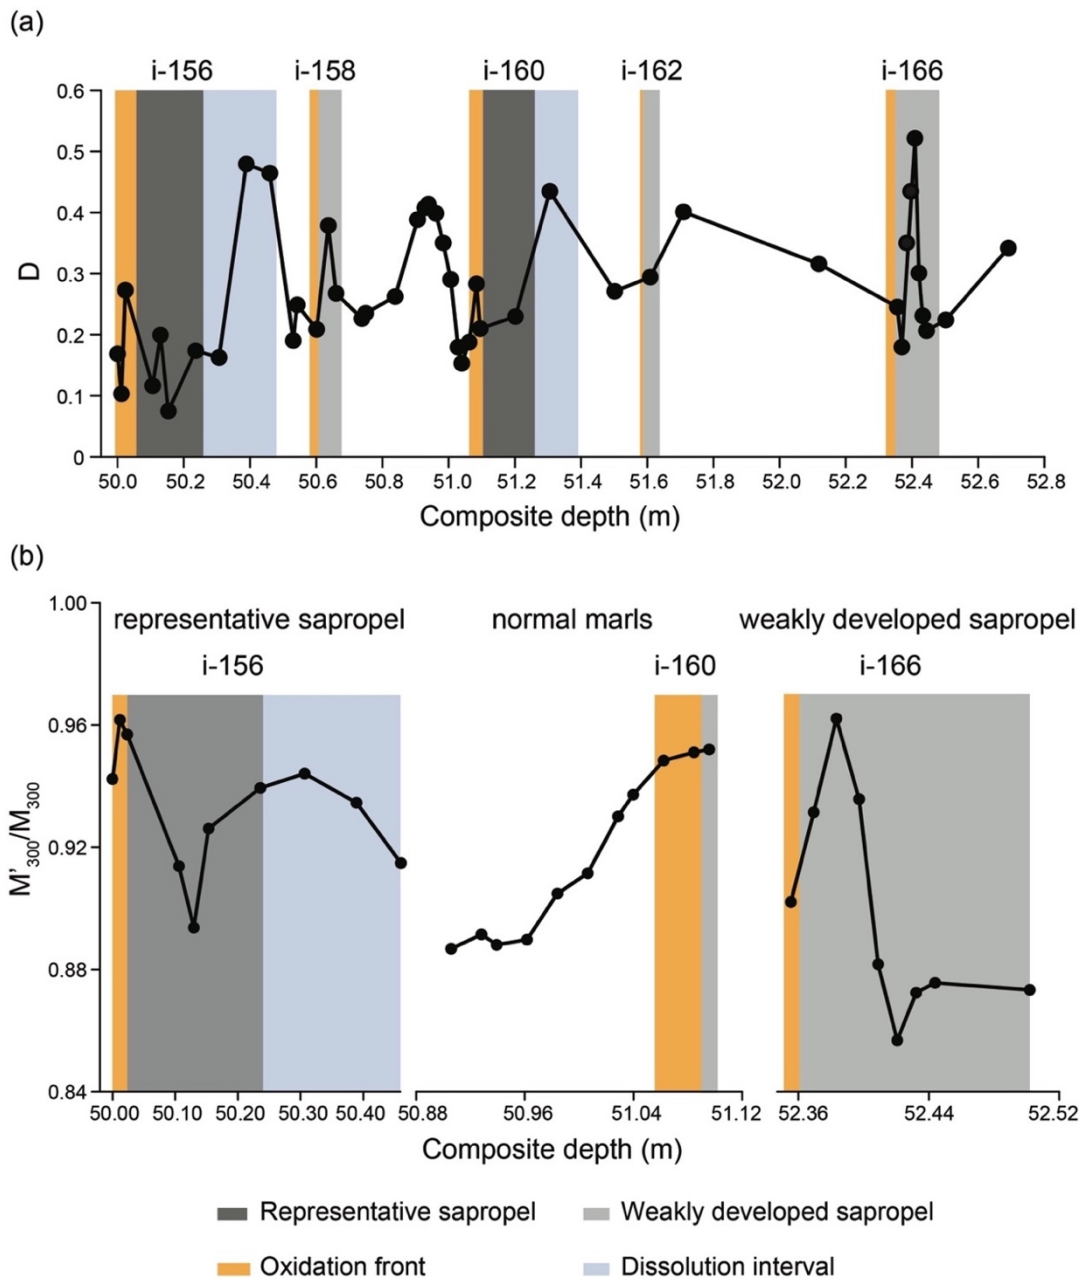 (a)
i-156 i-158 i-160 i-162 i-166
0.6
0.5
0.4
0.3
0.2
0.1
0
D
50.0 50.2 50.4 50.6 50.8 51.0 51.2 51.4 51.6 51.8 52.0 52.2 52.4 52.6 52.8
Composite depth (m)
(b)
1.00
0.96
0.92
0.88
0.84
M'300/M300
representative sapropel normal marls weakly developed sapropel
i-156 i-160 i-166
50.00 50.10 50.20 50.30 50.40 50.88 50.96 51.04 51.12 52.36 52.44 52.52
Composite depth (m)
Representative sapropel Weakly developed sapropel
Oxidation front Dissolution interval